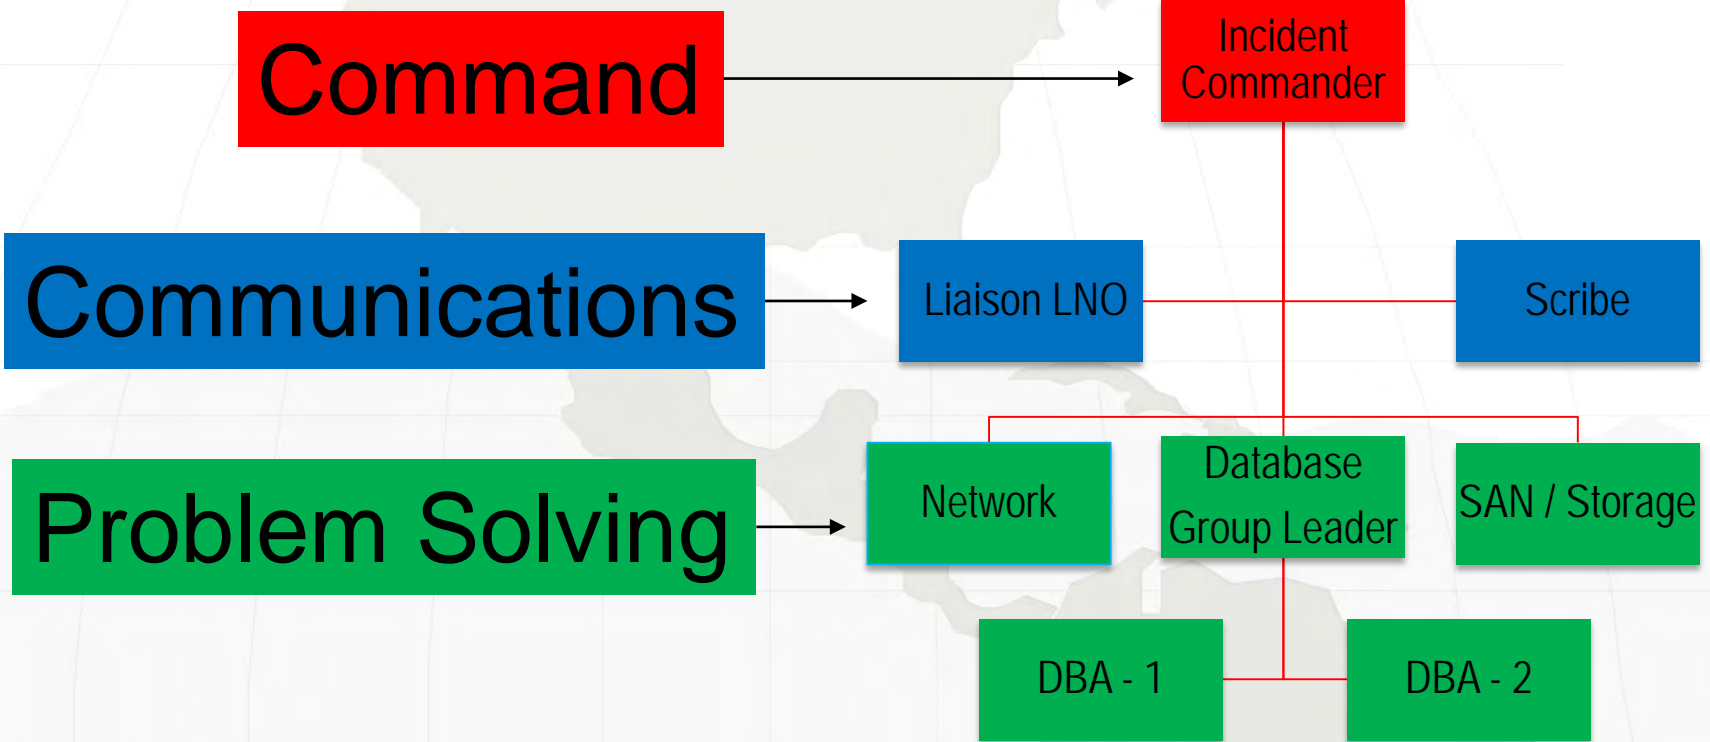 Command
Incident
Commander
Communications
Liaison LNO
Scribe
Problem Solving
Network
Database
Group Leader
SAN / Storage
DBA - 1
DBA - 2